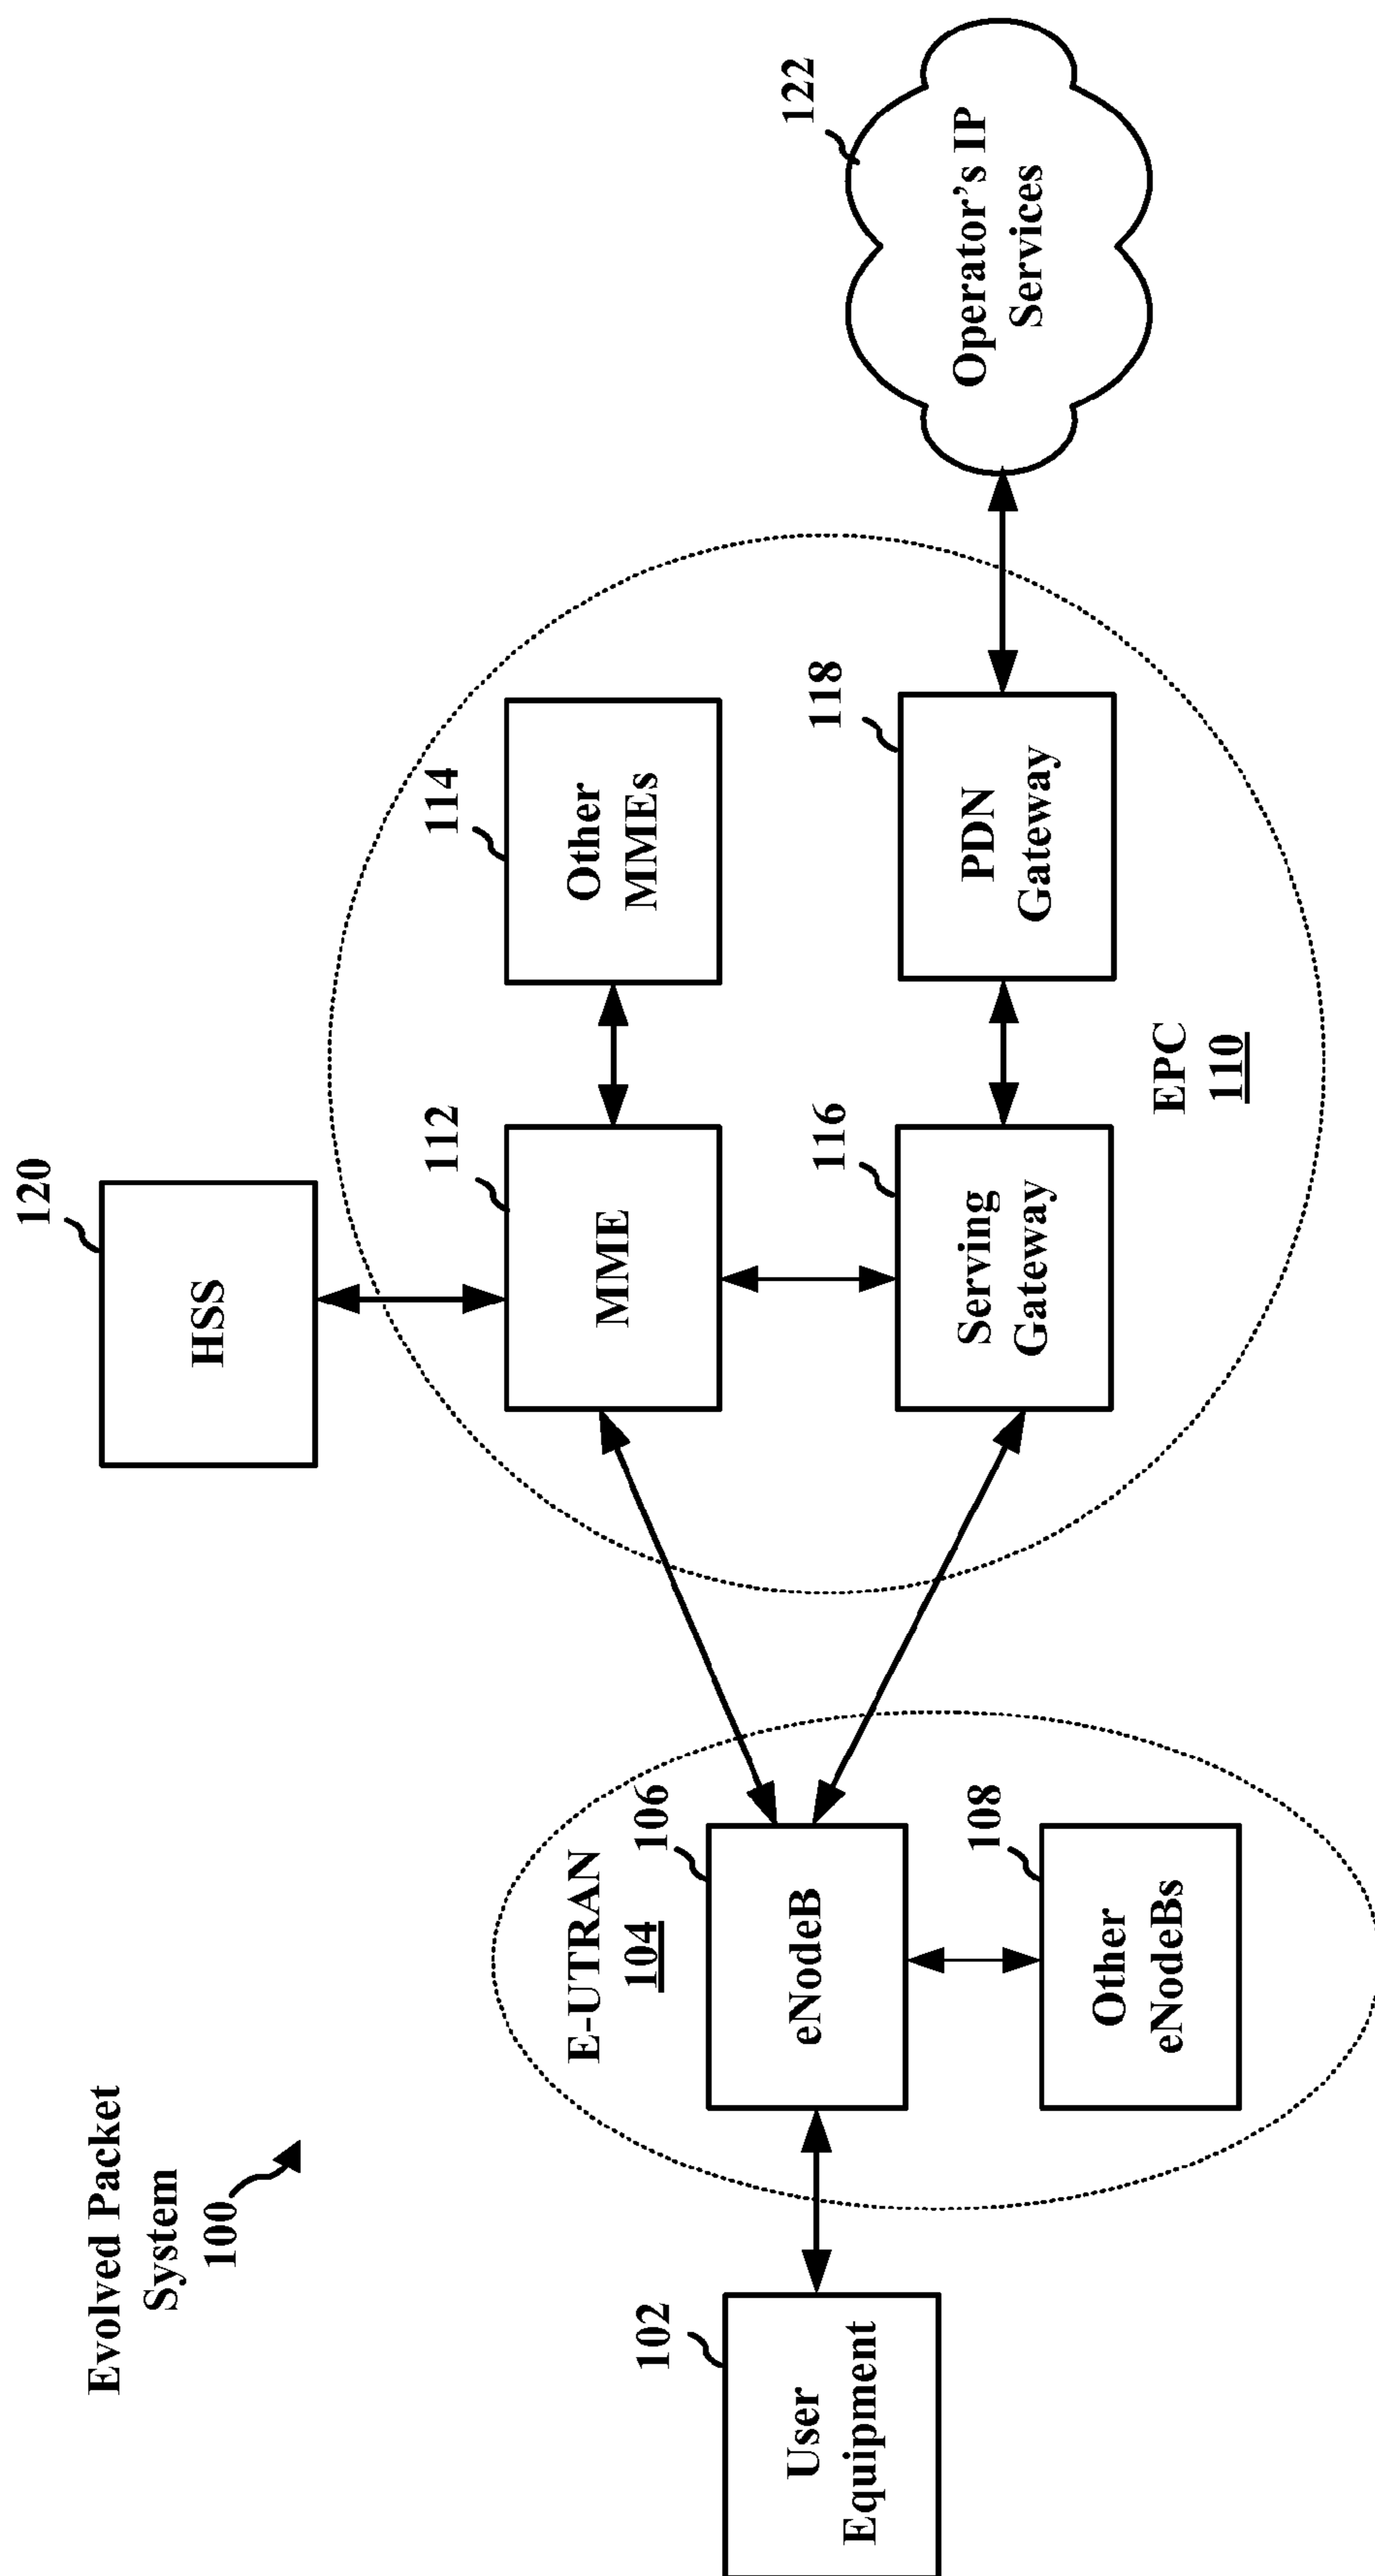 Evolved Packet
System
100
120
HSS
112
MME
114
Other
MMEs
122
Operator's IP
Services
102
User
Equipment
E-UTRAN
104
106
eNodeB
108
Other
eNodeBs
116
Serving
Gateway
118
PDN
Gateway
EPC
110